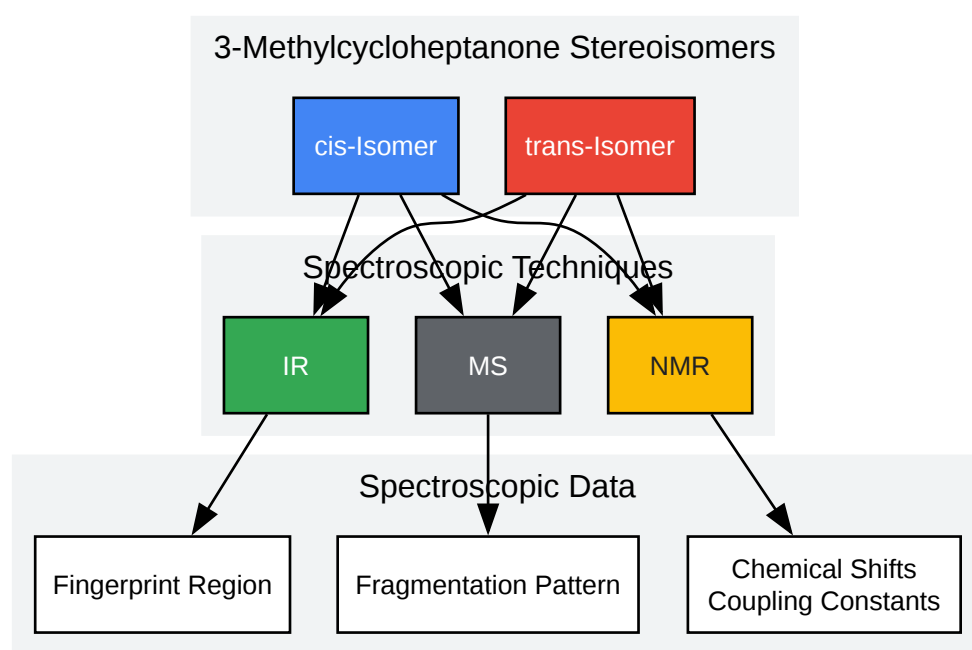 3-Methylcycloheptanone Stereoisomers
cis-Isomer
trans-Isomer
Spectroscopic Techniques
IR
MS
NMR
Spectroscopic Data
Fingerprint Region
Fragmentation Pattern
Chemical Shifts
Coupling Constants